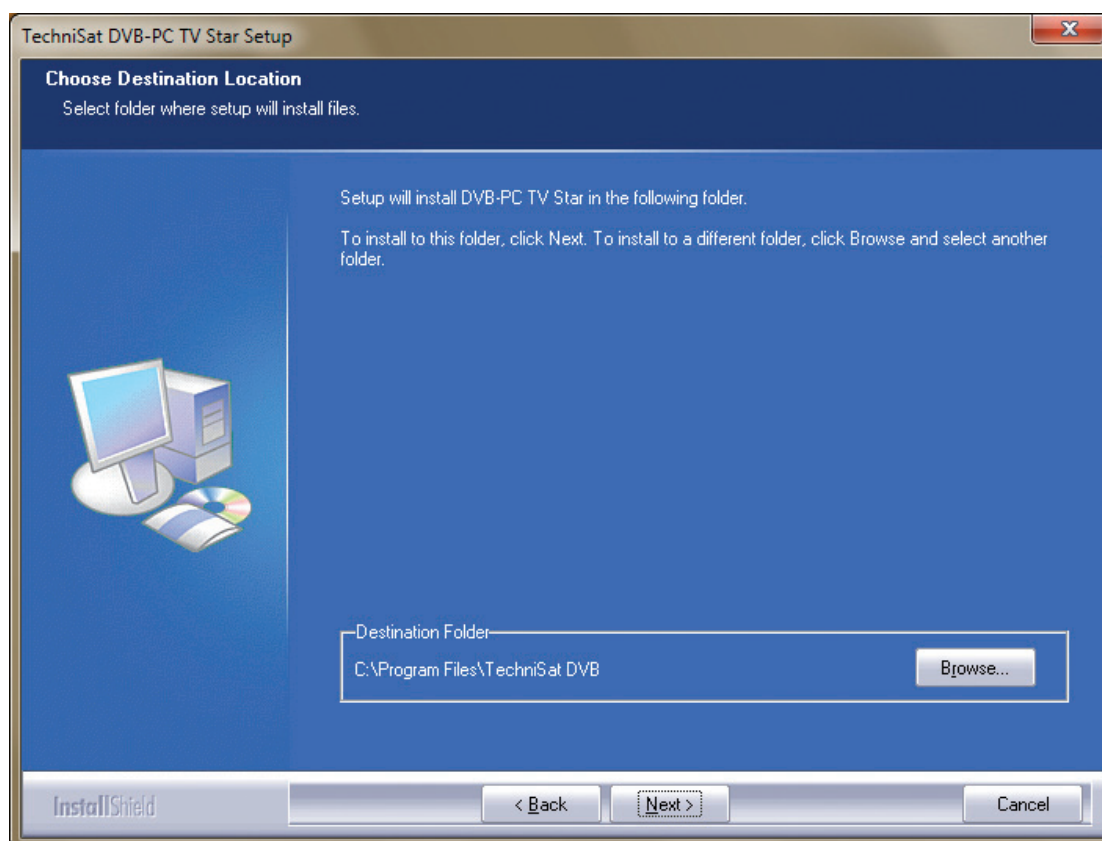 TechniSat DVB-PC TV Star Setup
Choose Destination Location
Select folder where setup will install files.
Setup will install DVB-PC TV Star in the following folder.
To install to this folder, click Next. To install to a different folder, click Browse and select another
folder.
Destination Folder
C:\Program Files\TechniSat DVB
Browse...
InstallShield
< Back
Next >
Cancel